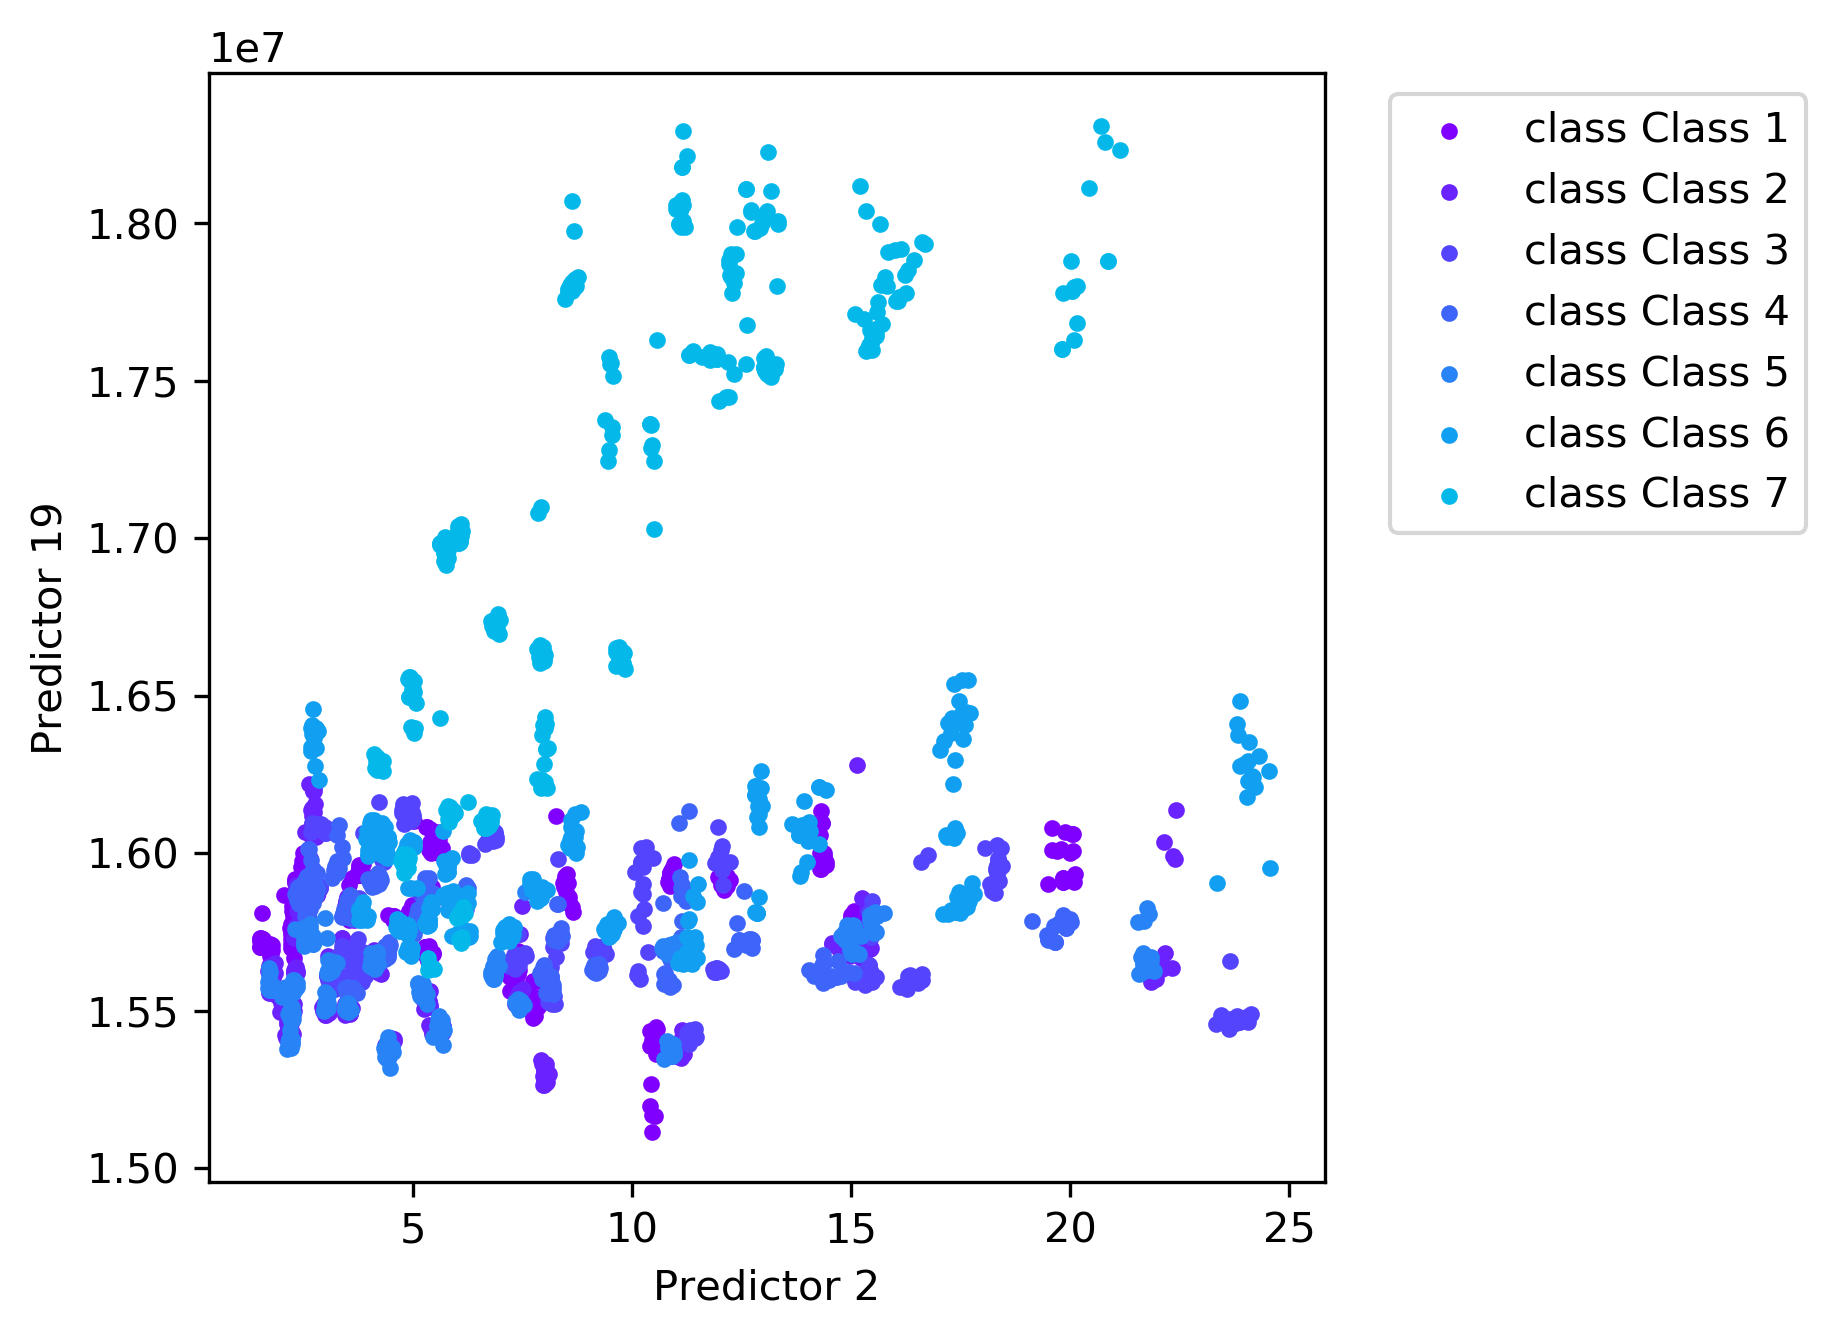 1e7
1.80
1.75
1.70
1.65
1.60
1.55
1.50
Predictor 19
5 10 15 20 25
Predictor 2
class Class 1
class Class 2
class Class 3
class Class 4
class Class 5
class Class 6
class Class 7